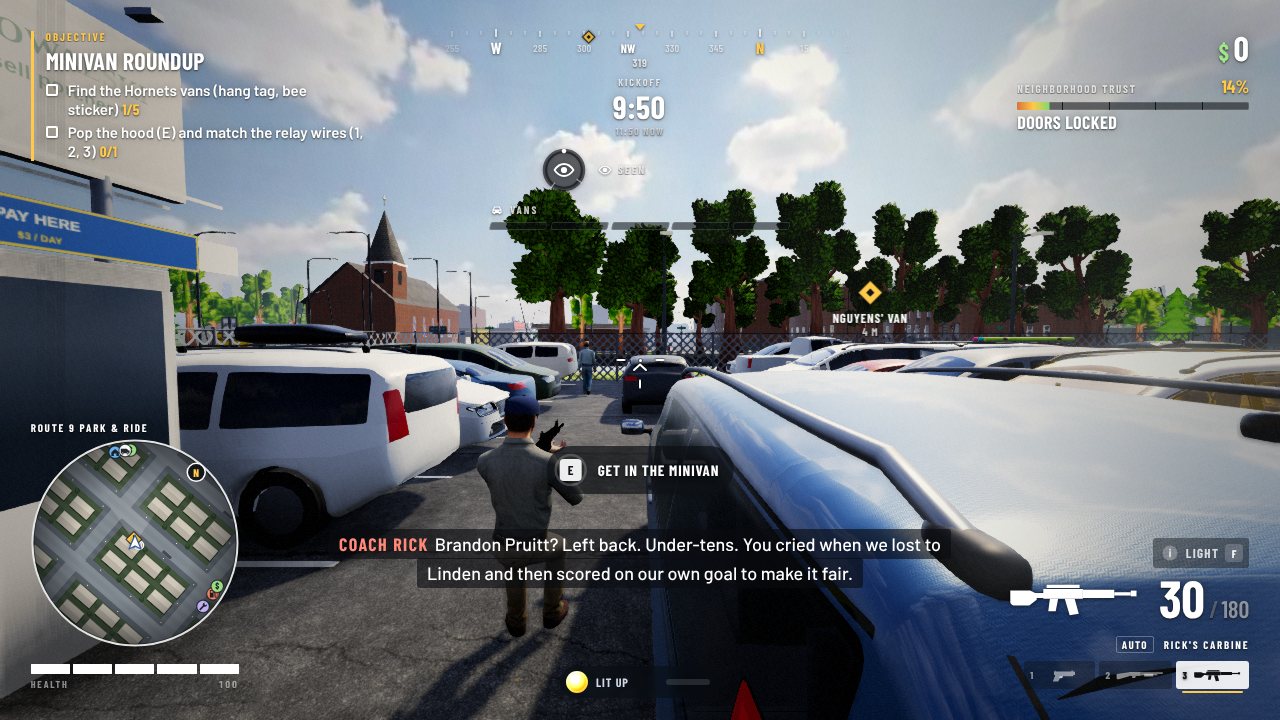 OBJECTIVE
MINIVAN ROUNDUP
Find the Hornets vans (hang tag, bee
sticker) 1/5
Pop the hood (E) and match the relay wires (1,
2, 3) 0/1
PAY HERE
$3 / DAY
255 W 285 300 NW 330 345 N 15
319
KICKOFF
9:50
11:50 NOW
SEEN
VANS
$ 0
NEIGHBORHOOD TRUST 14%
DOORS LOCKED
NGUYENS' VAN
4 M
E GET IN THE MINIVAN
COACH RICK Brandon Pruitt? Left back. Under-tens. You cried when we lost to
Linden and then scored on our own goal to make it fair.
ROUTE 9 PARK & RIDE
N
$
HEALTH 100
LIT UP
LIGHT F
30 / 180
AUTO RICK'S CARBINE
1 2 3